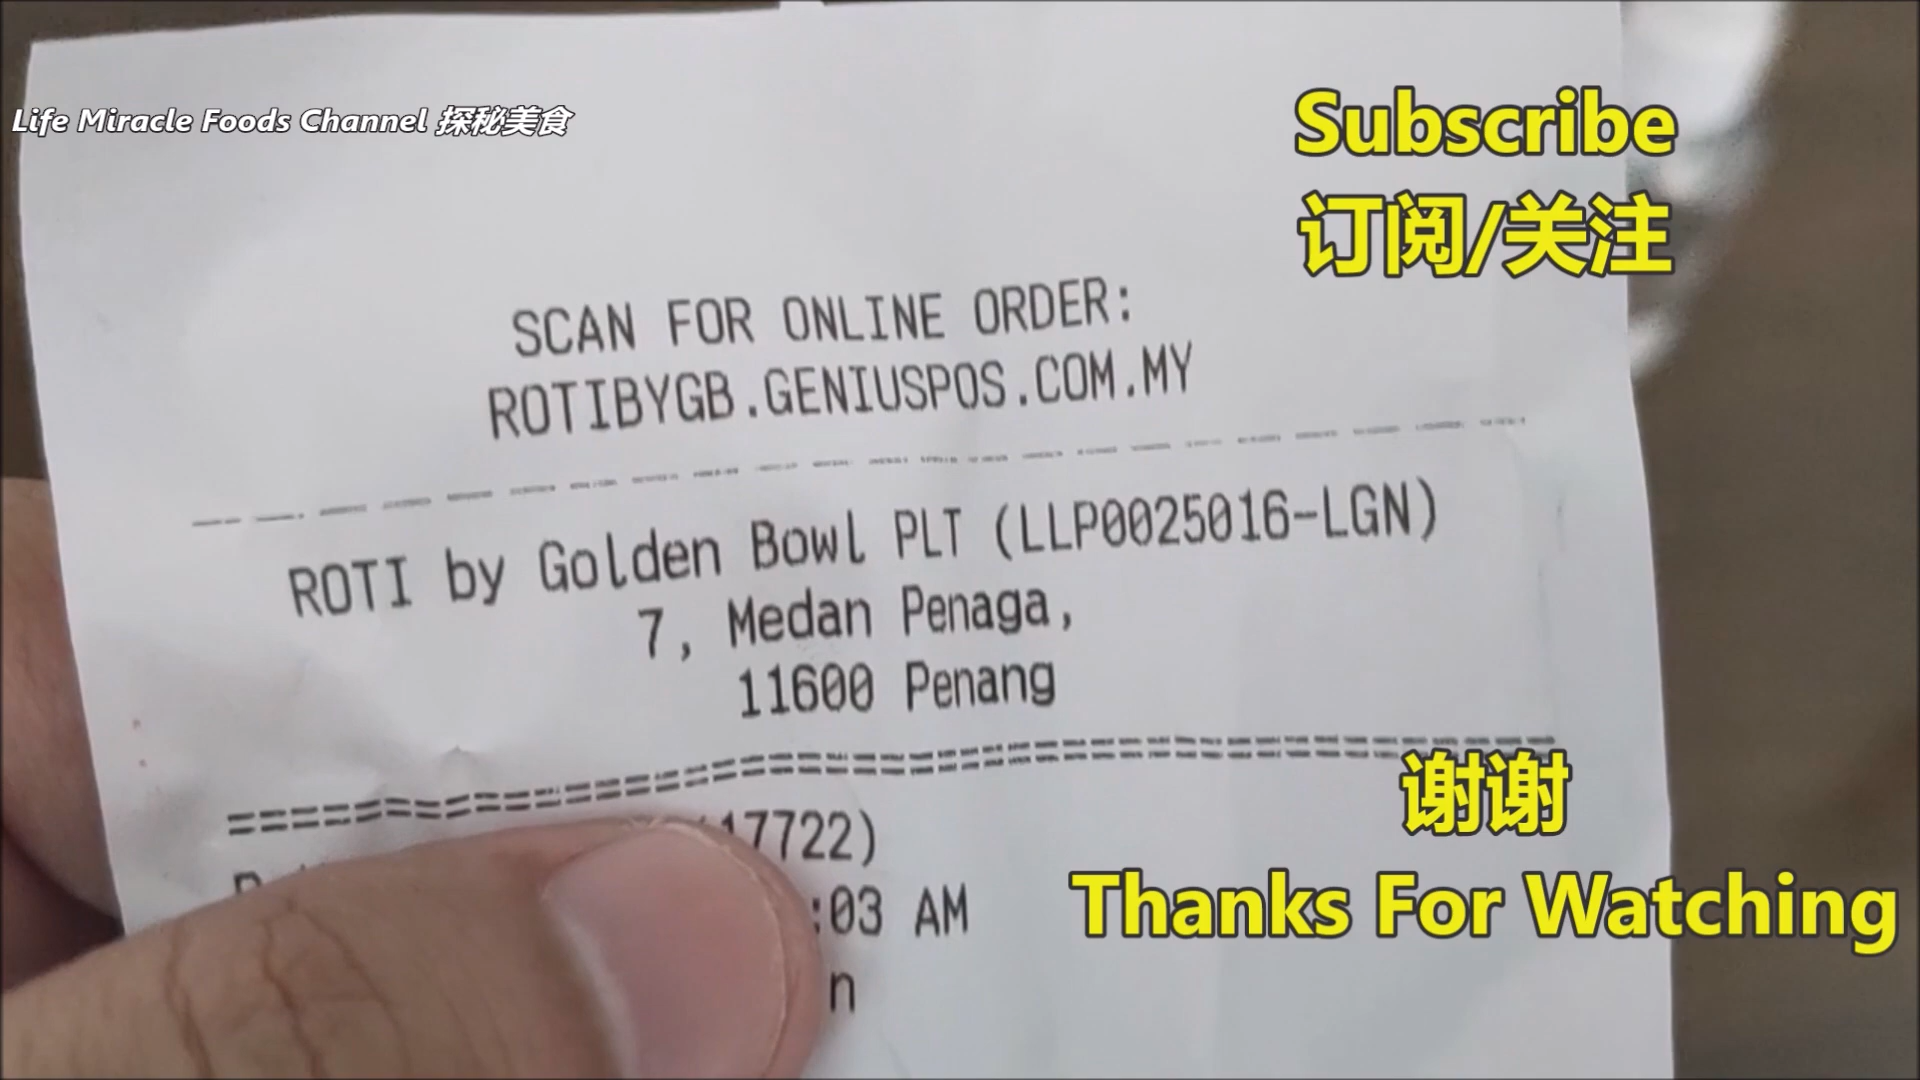 Life Miracle Foods Channel 探秘美食
Subscribe
订阅/关注
SCAN FOR ONLINE ORDER:
ROTIBYGB.GENIUSPOS.COM.MY
ROTI by Golden Bowl PLT (LLP0025016-LGN)
7, Medan Penaga,
11600 Penang
谢谢
17722)
:03 AM
Thanks For Watching